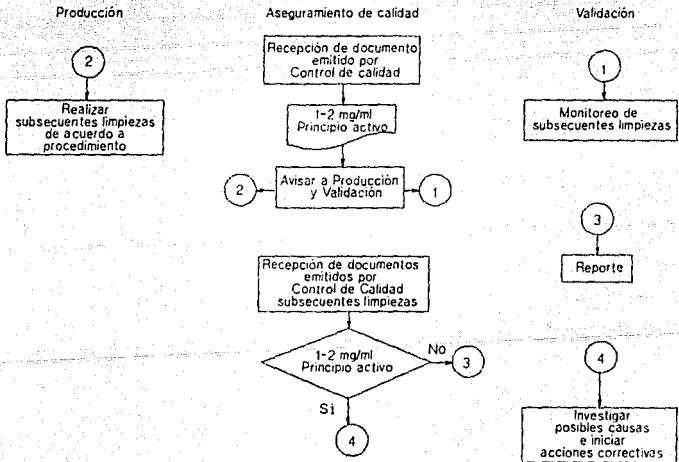 Producción
Aseguramiento de calidad
Validación
2
Realizar
subsecuentes limpiezas
de acuerdo a
procedimiento
Recepción de documento
emitido por
Control de calidad
1-2 mg/ml
Principio activo
2
Avisar a Producción
y Validación
1
1
Monitoreo de
subsecuentes limpiezas
3
Reporte
Recepción de documentos
emitidos por
Control de Calidad
subsecuentes limpiezas
1-2 mg/ml
Principio activo
No
3
Sì
4
4
Investigar
posibles causas
e iniciar
acciones correctivas